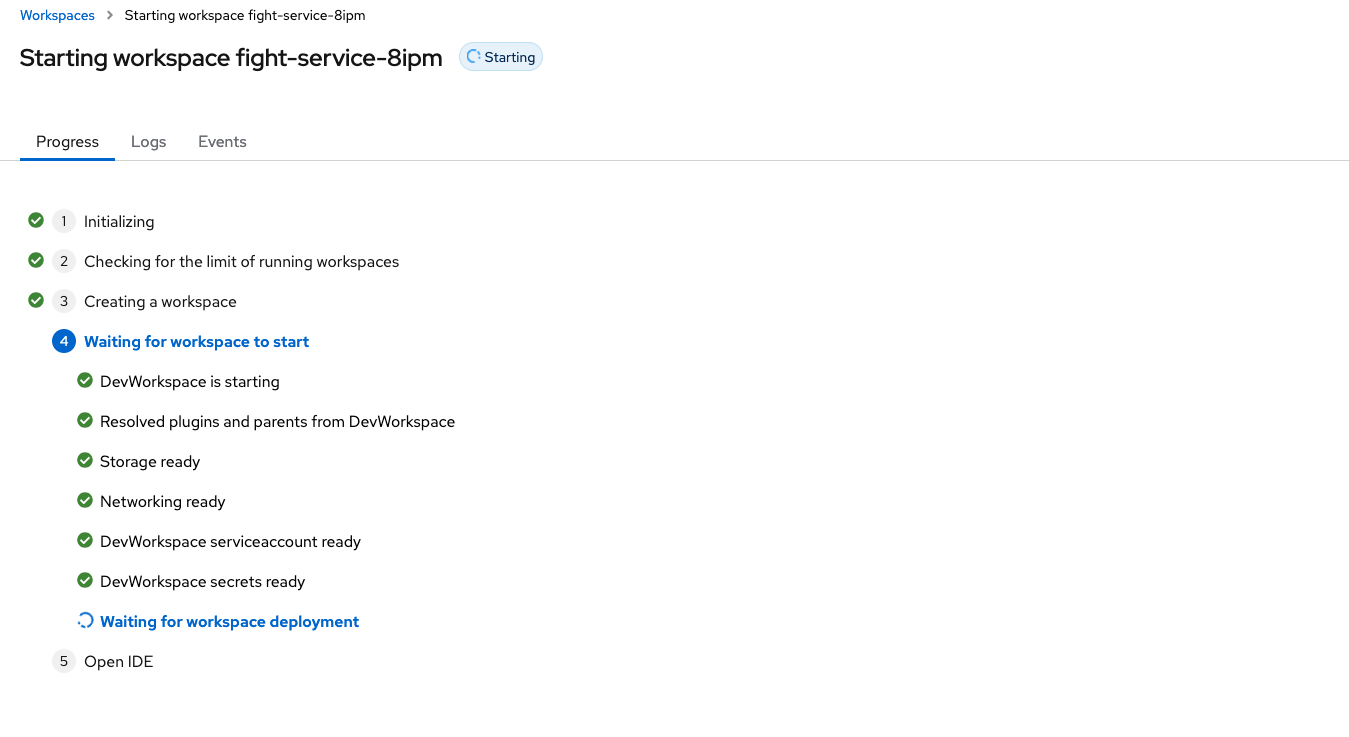 Workspaces > Starting workspace fight-service-8ipm
Starting workspace fight-service-8ipm Starting
Progress Logs Events
1 Initializing
2 Checking for the limit of running workspaces
3 Creating a workspace
4 Waiting for workspace to start
DevWorkspace is starting
Resolved plugins and parents from DevWorkspace
Storage ready
Networking ready
DevWorkspace serviceaccount ready
DevWorkspace secrets ready
Waiting for workspace deployment
5 Open IDE